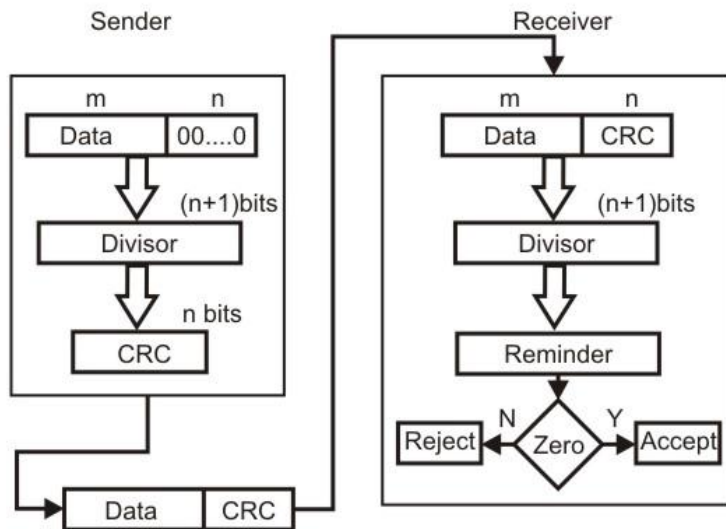 Sender
m n
Data 00....0
(n+1)bits
Divisor
n bits
CRC
Data CRC
Receiver
m n
Data CRC
(n+1)bits
Divisor
Reminder
N Y
Reject Zero Accept